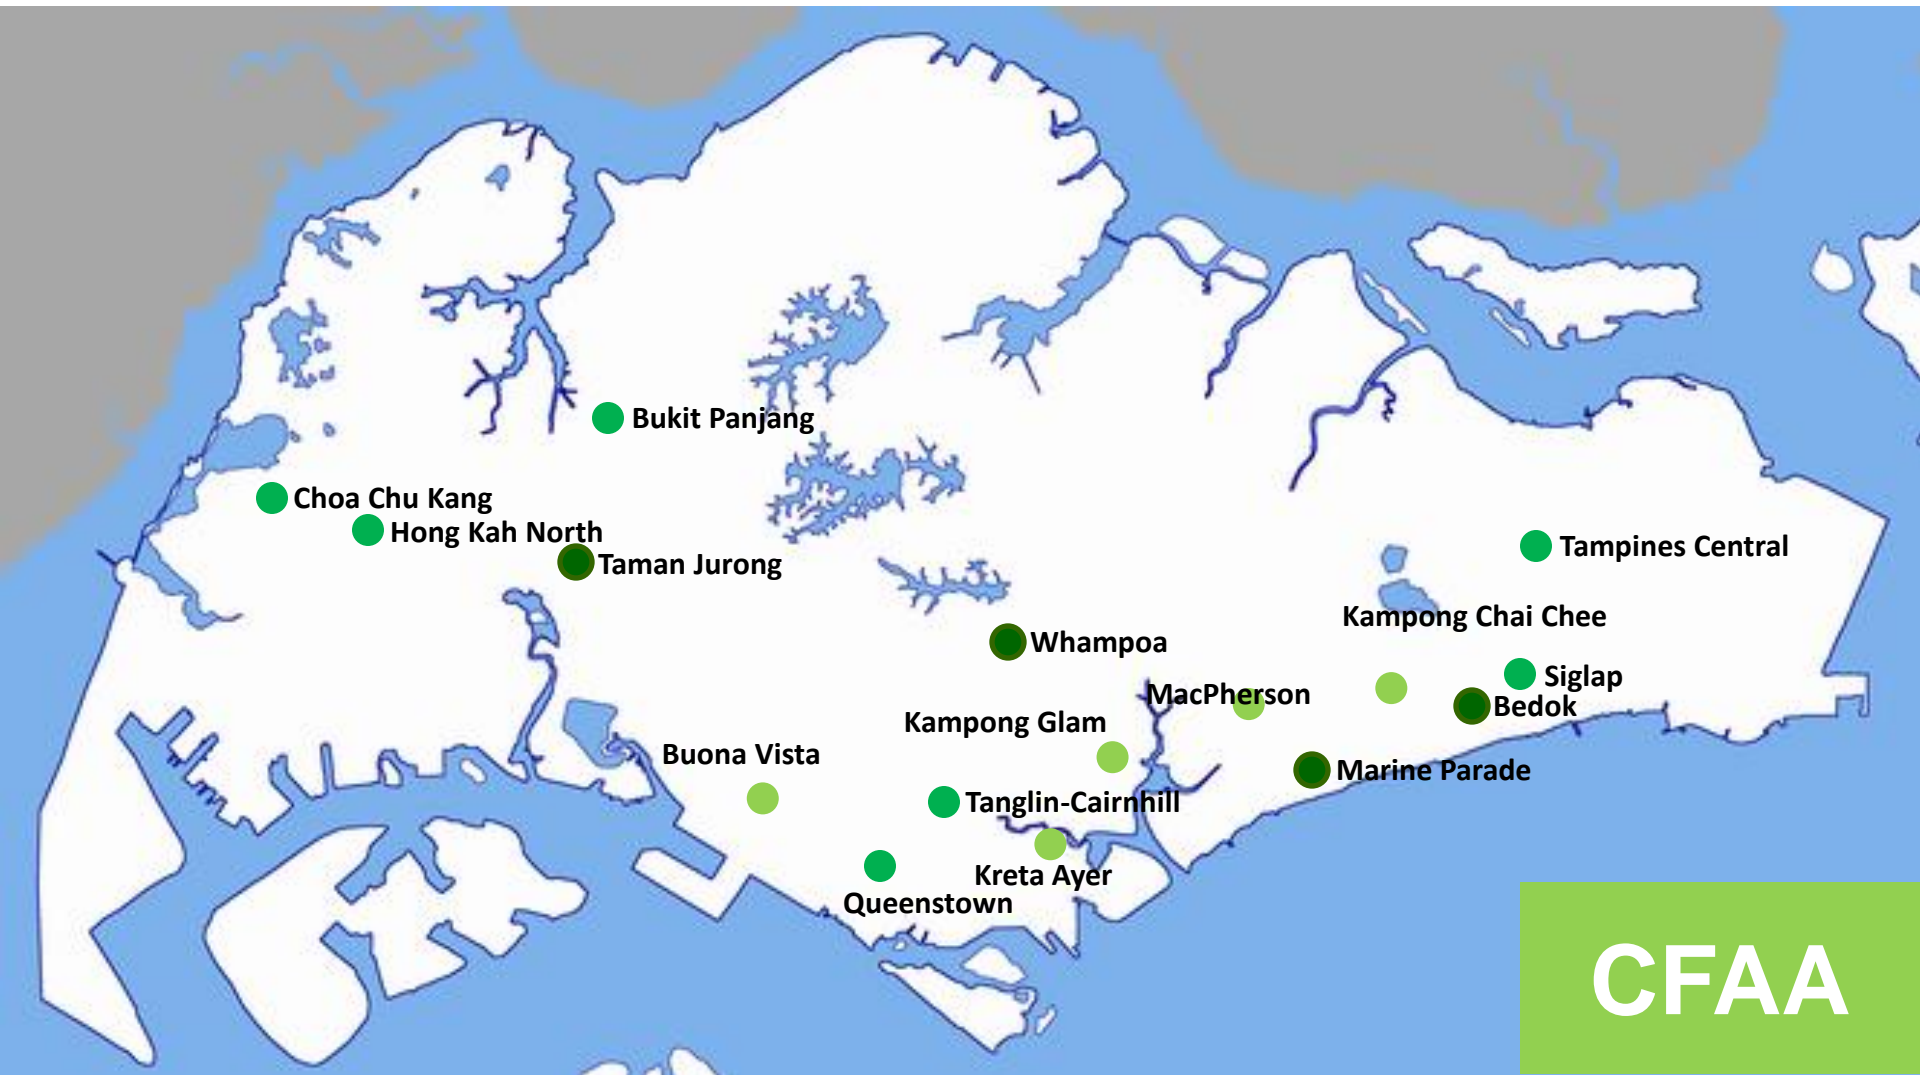 Bukit Panjang
Choa Chu Kang
Hong Kah North
Taman Jurong
Tampines Central
Kampong Chai Chee
Whampoa
Siglap
MacPherson
Bedok
Kampong Glam
Buona Vista
Marine Parade
Tanglin-Cairnhill
Kreta Ayer
Queenstown
CFAA